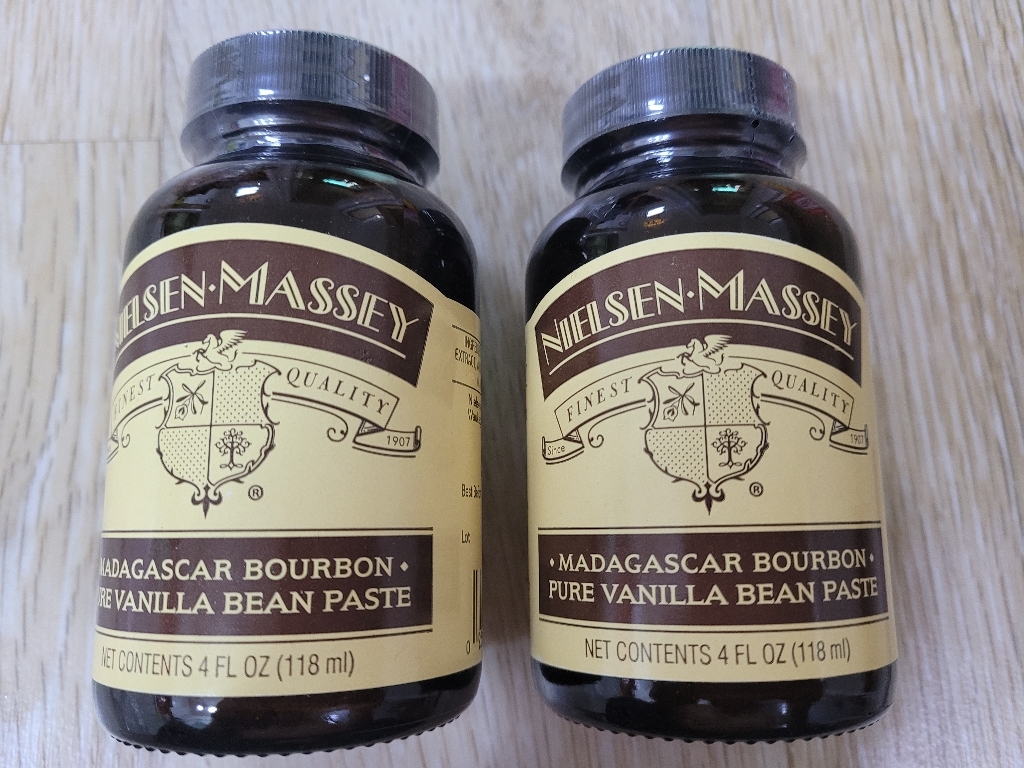 NIELSEN·MASSEY
FINEST QUALITY
1907
®
MADAGASCAR BOURBON •
VANILLA BEAN PASTE
NET CONTENTS 4 FL OZ (118 ml)
Lot
0
NIELSEN·MASSEY
FINEST QUALITY
Since 1907
®
• MADAGASCAR BOURBON •
PURE VANILLA BEAN PASTE
NET CONTENTS 4 FL OZ (118 ml)